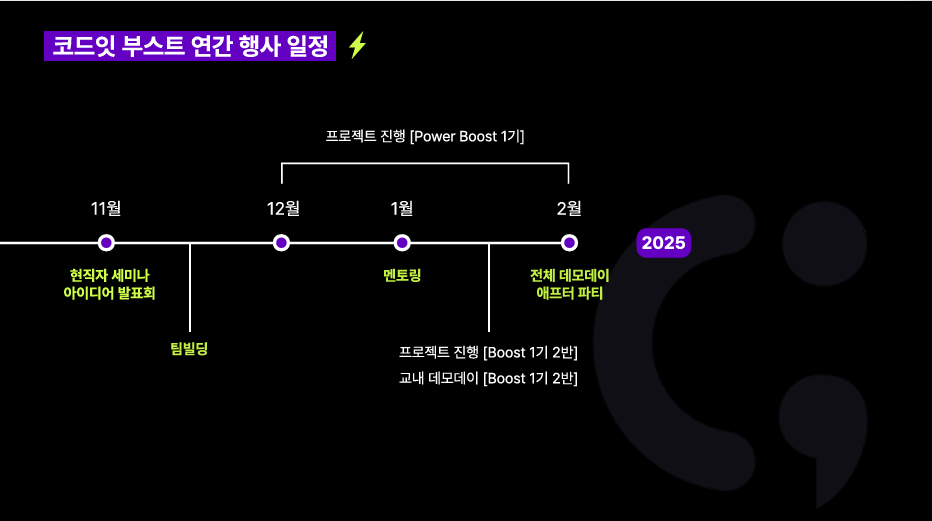 코드잇 부스트 연간 행사 일정
프로젝트 진행 [Power Boost 1기]
11월
12월
1월
2월
2025
현직자 세미나
아이디어 발표회
멘토링
전체 데모데이
애프터 파티
팀빌딩
프로젝트 진행 [Boost 1기 2반]
교내 데모데이 [Boost 1기 2반]